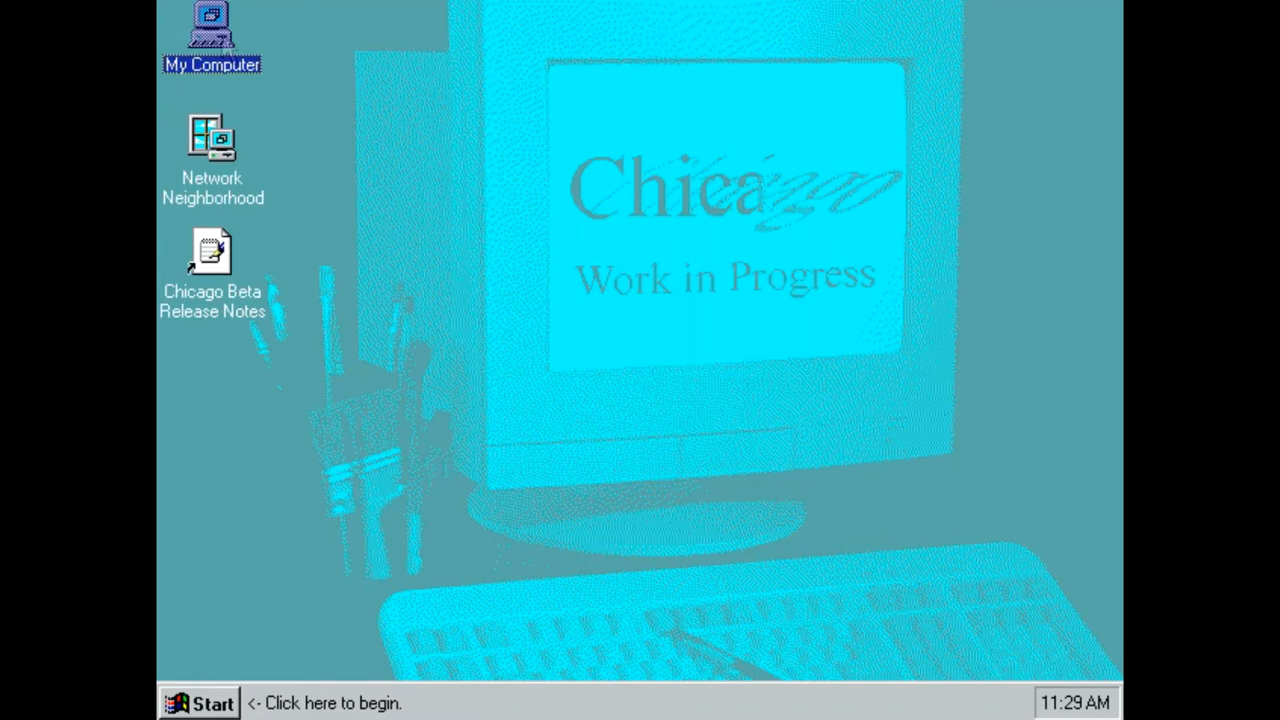 My Computer
Network
Neighborhood
Chicago Beta
Release Notes
Chicago
Work in Progress
Start
<- Click here to begin.
11:29 AM